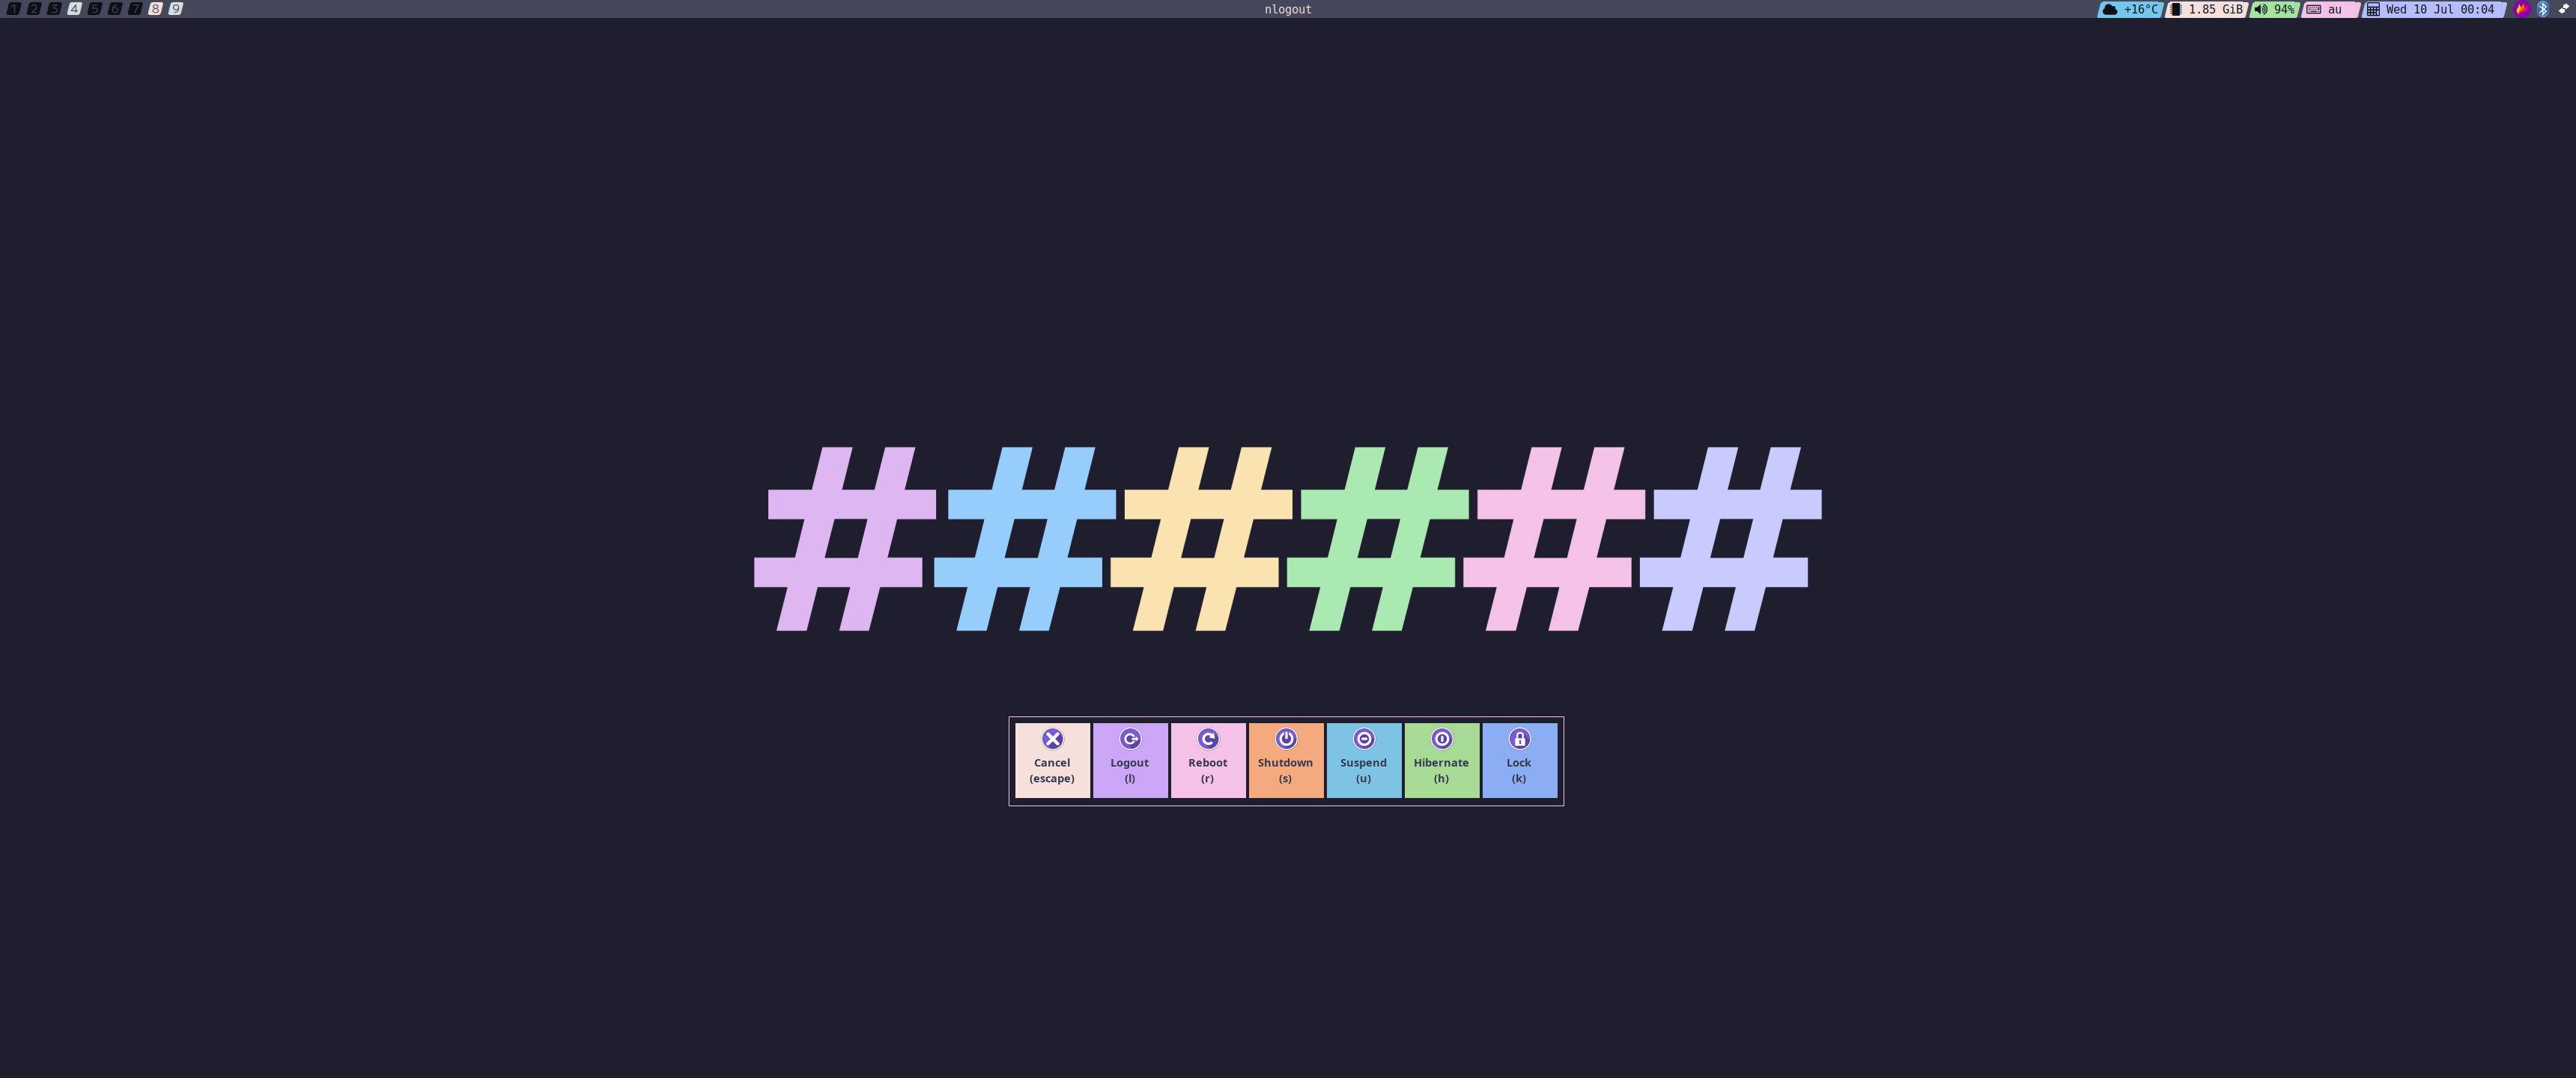 1 2 3 4 5 6 7 8 9 nlogout +16°C 1.85 GiB 94% au Wed 10 Jul 00:04
######
Cancel Logout Reboot Shutdown Suspend Hibernate Lock
(escape) (l) (r) (s) (u) (h) (k)